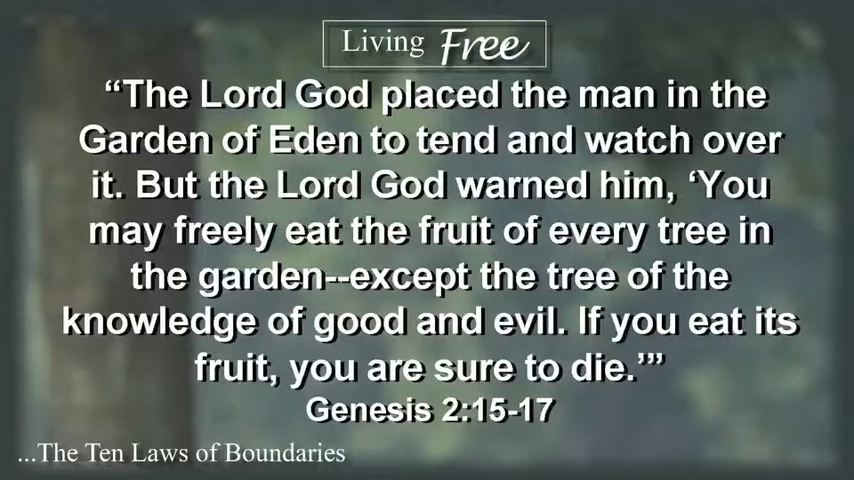 Living Free
“The Lord God placed the man in the
Garden of Eden to tend and watch over
it. But the Lord God warned him, ‘You
may freely eat the fruit of every tree in
the garden--except the tree of the
knowledge of good and evil. If you eat its
fruit, you are sure to die.’”
Genesis 2:15-17
...The Ten Laws of Boundaries